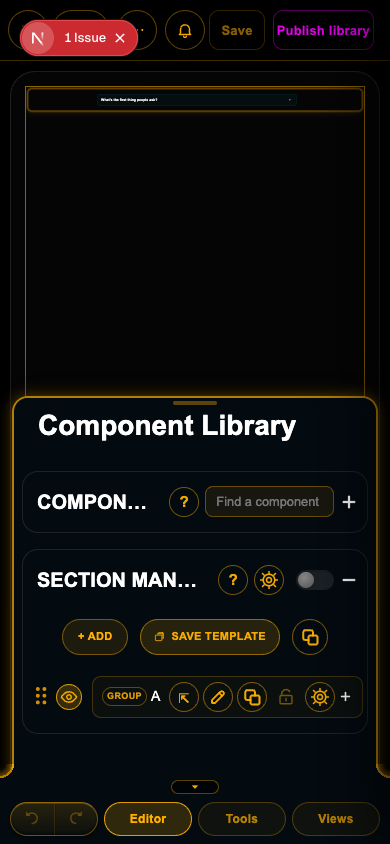 1 Issue
Save
Publish library
What's the first thing people ask?
Component Library
COMPON...
?
Find a component
SECTION MAN...
?
+ ADD
SAVE TEMPLATE
GROUP
A
Editor
Tools
Views